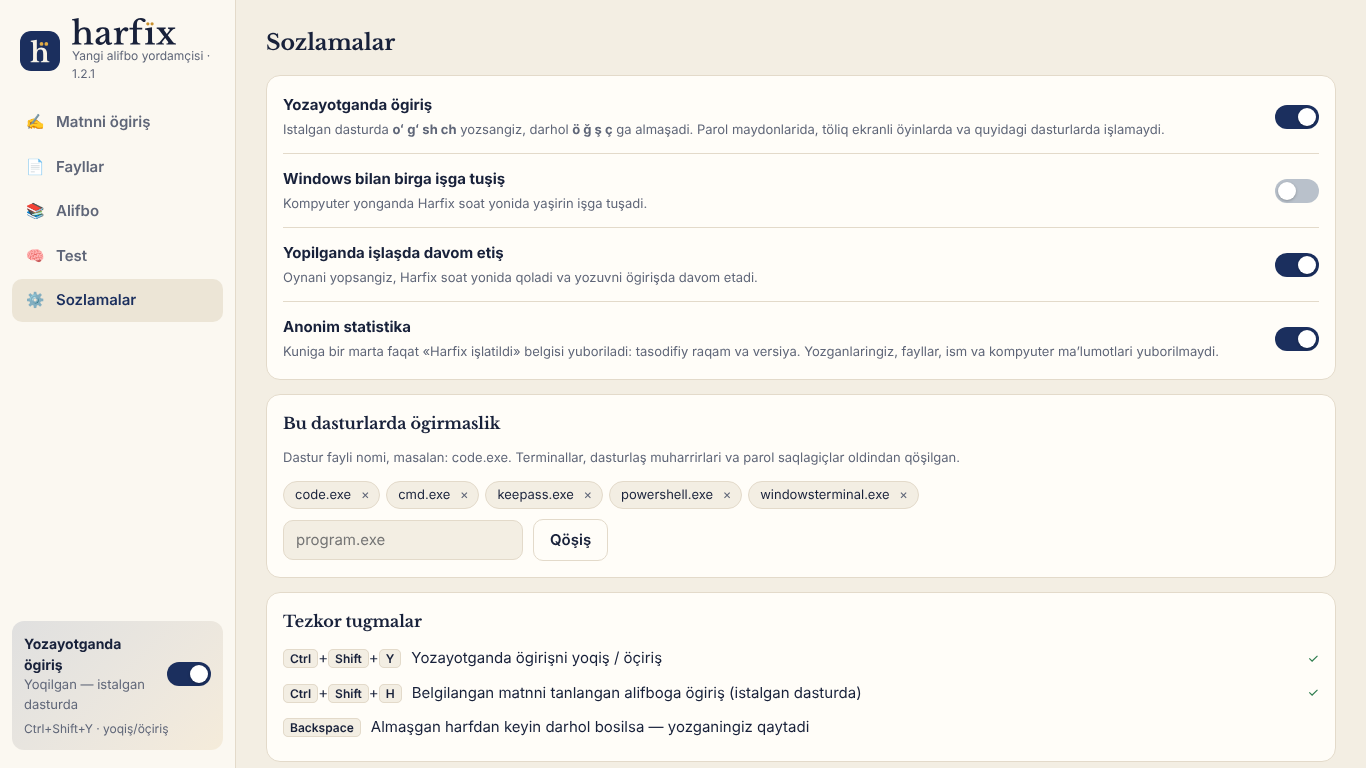 harfix
Yangi alifbo yordamçisi ·
1.2.1
Matnni ögiriş
Fayllar
Alifbo
Test
Sozlamalar
Yozayotganda
ögiriş
Yoqilgan — istalgan
dasturda
Ctrl+Shift+Y · yoqiş/öçiriş
Sozlamalar
Yozayotganda ögiriş
Istalgan dasturda oʻ gʻ sh ch yozsangiz, darhol ö ğ ş ç ga almaşadi. Parol maydonlarida, töliq ekranli öyinlarda va quyidagi dasturlarda işlamaydi.
Windows bilan birga işga tuşiş
Kompyuter yonganda Harfix soat yonida yaşirin işga tuşadi.
Yopilganda işlaşda davom etiş
Oynani yopsangiz, Harfix soat yonida qoladi va yozuvni ögirişda davom etadi.
Anonim statistika
Kuniga bir marta faqat «Harfix işlatildi» belgisi yuboriladi: tasodifiy raqam va versiya. Yozganlaringiz, fayllar, ism va kompyuter maʼlumotlari yuborilmaydi.
Bu dasturlarda ögirmaslik
Dastur fayli nomi, masalan: code.exe. Terminallar, dasturlaş muharrirlari va parol saqlagiçlar oldindan qöşilgan.
code.exe × cmd.exe × keepass.exe × powershell.exe × windowsterminal.exe ×
program.exe Qöşiş
Tezkor tugmalar
Ctrl+Shift+Y Yozayotganda ögirişni yoqiş / öçiriş ✓
Ctrl+Shift+H Belgilangan matnni tanlangan alifboga ögiriş (istalgan dasturda) ✓
Backspace Almaşgan harfdan keyin darhol bosilsa — yozganingiz qaytadi